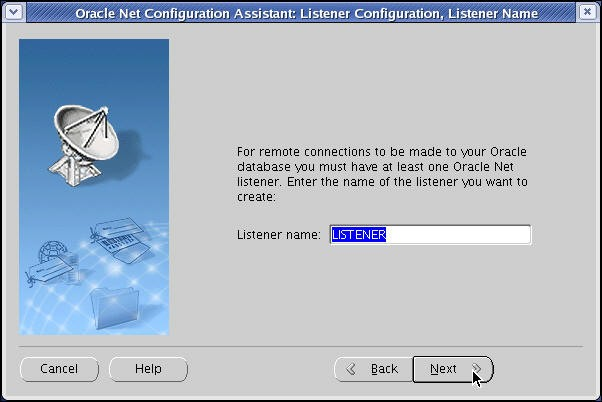 Oracle Net Configuration Assistant: Listener Configuration, Listener Name
For remote connections to be made to your Oracle
database you must have at least one Oracle Net
listener. Enter the name of the listener you want to
create:
Listener name: LISTENER
Cancel Help Back Next